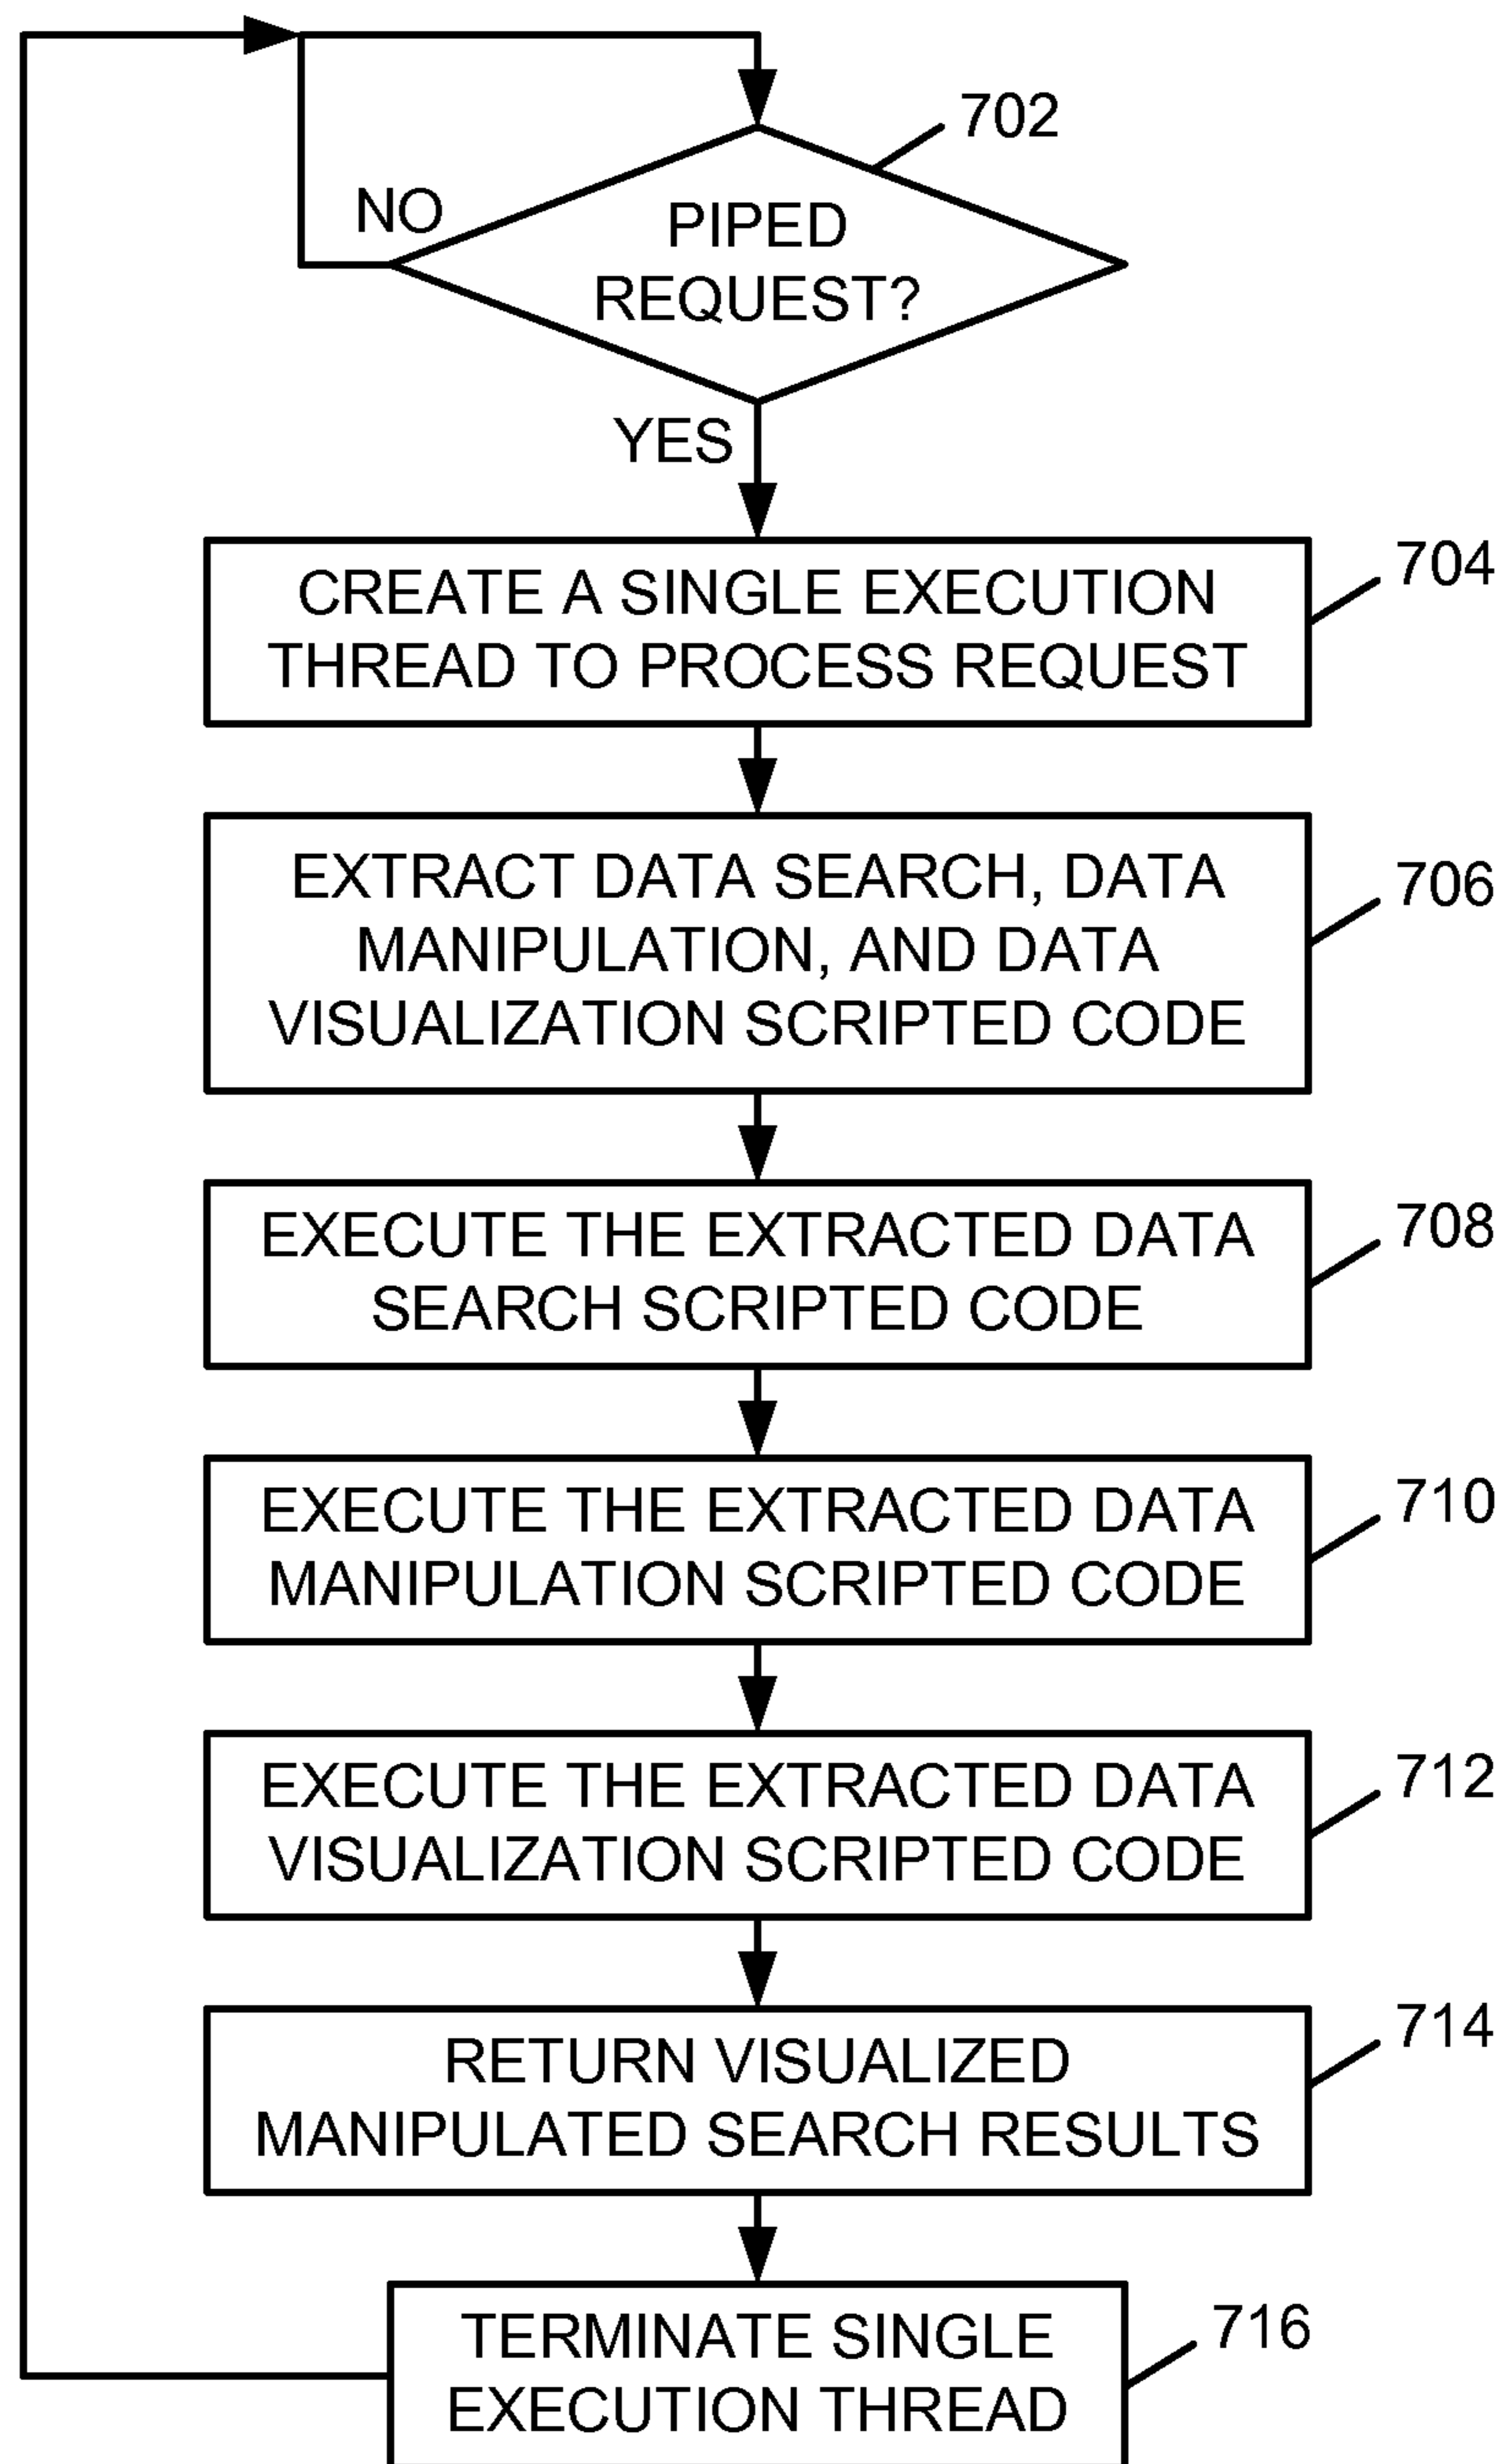 702
NO
PIPED
REQUEST?
YES
704
CREATE A SINGLE EXECUTION
THREAD TO PROCESS REQUEST
706
EXTRACT DATA SEARCH, DATA
MANIPULATION, AND DATA
VISUALIZATION SCRIPTED CODE
708
EXECUTE THE EXTRACTED DATA
SEARCH SCRIPTED CODE
710
EXECUTE THE EXTRACTED DATA
MANIPULATION SCRIPTED CODE
712
EXECUTE THE EXTRACTED DATA
VISUALIZATION SCRIPTED CODE
714
RETURN VISUALIZED
MANIPULATED SEARCH RESULTS
716
TERMINATE SINGLE
EXECUTION THREAD